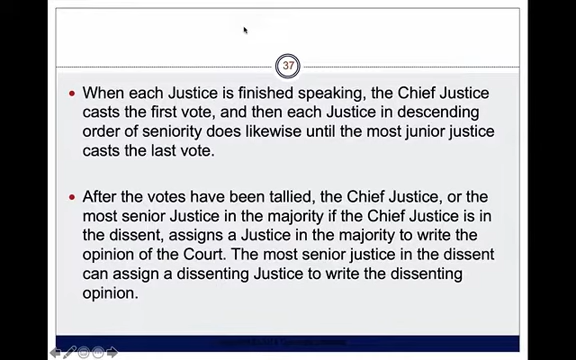 37
• When each Justice is finished speaking, the Chief Justice
casts the first vote, and then each Justice in descending
order of seniority does likewise until the most junior justice
casts the last vote.
• After the votes have been tallied, the Chief Justice, or the
most senior Justice in the majority if the Chief Justice is in
the dissent, assigns a Justice in the majority to write the
opinion of the Court. The most senior justice in the dissent
can assign a dissenting Justice to write the dissenting
opinion.